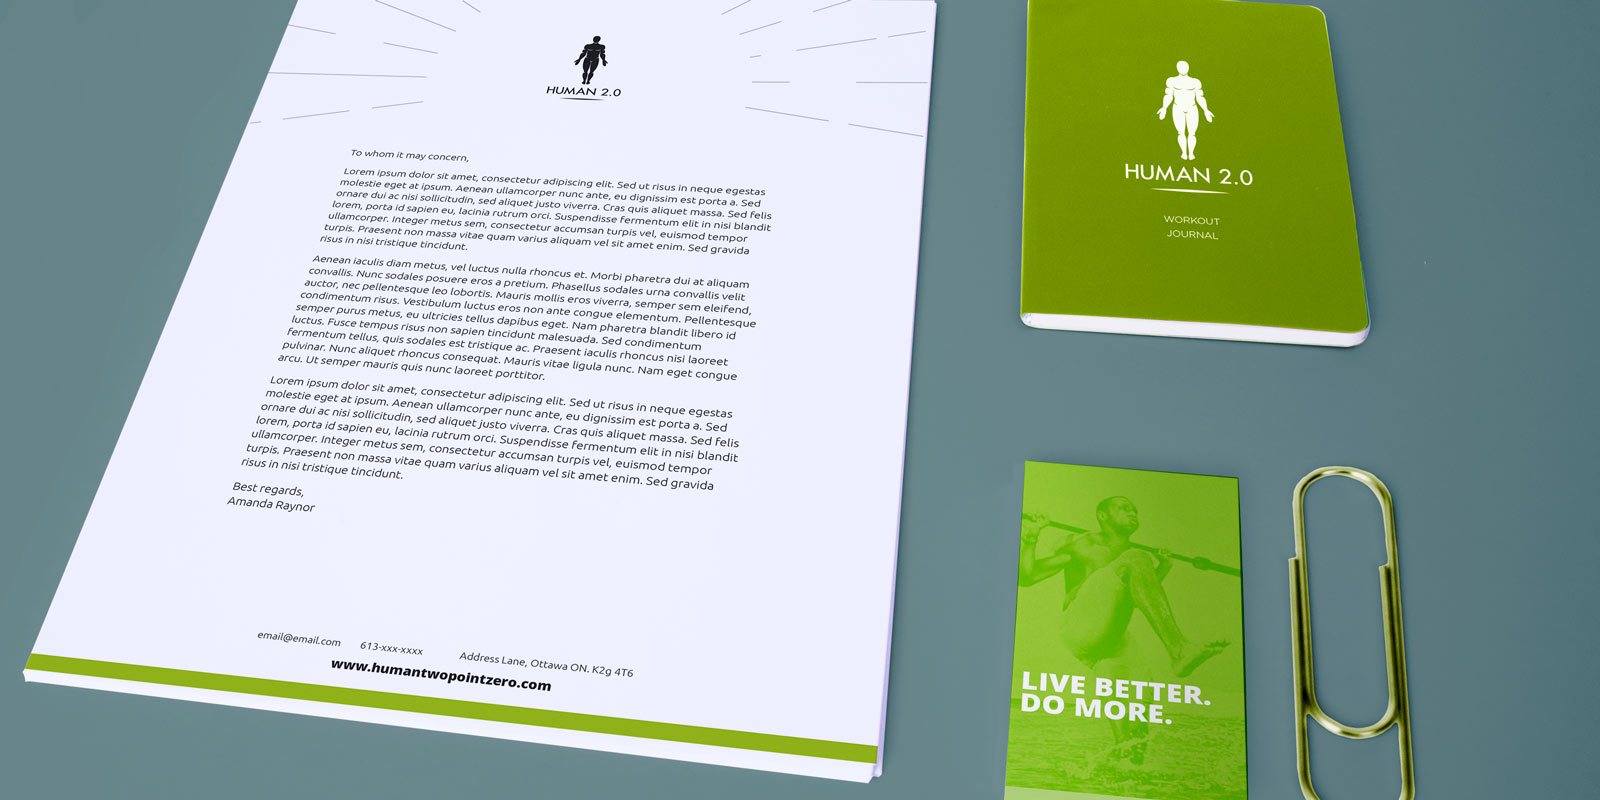 HUMAN 2.0
To whom it may concern,
Lorem ipsum dolor sit amet, consectetur adipiscing elit. Sed ut risus in neque egestas
molestie eget at ipsum. Aenean ullamcorper nunc ante, eu dignissim est porta a. Sed
ornare dui ac nisi sollicitudin, sed aliquet justo viverra. Cras quis aliquet massa. Sed felis
lorem, porta id sapien eu, lacinia rutrum orci. Suspendisse fermentum elit in nisi blandit
ullamcorper. Integer metus sem, consectetur accumsan turpis vel, euismod tempor
turpis. Praesent non massa vitae quam varius aliquam vel sit amet enim. Sed gravida
risus in nisi tristique tincidunt.
Aenean iaculis diam metus, vel luctus nulla rhoncus et. Morbi pharetra dui at aliquam
convallis. Nunc sodales posuere eros a pretium. Phasellus sodales urna convallis velit
auctor, nec pellentesque leo lobortis. Mauris mollis eros viverra, semper sem eleifend,
condimentum risus. Vestibulum luctus eros non ante congue elementum. Pellentesque
semper purus metus, eu ultricies tellus dapibus eget. Nam pharetra blandit libero id
luctus. Fusce tempus risus non sapien tincidunt malesuada. Sed condimentum
fermentum tellus, quis sodales est tristique ac. Praesent iaculis rhoncus nisi laoreet
pulvinar. Nunc aliquet rhoncus consequat. Mauris vitae ligula nunc. Nam eget congue
arcu. Ut semper mauris quis nunc laoreet porttitor.
Lorem ipsum dolor sit amet, consectetur adipiscing elit. Sed ut risus in neque egestas
molestie eget at ipsum. Aenean ullamcorper nunc ante, eu dignissim est porta a. Sed
ornare dui ac nisi sollicitudin, sed aliquet justo viverra. Cras quis aliquet massa. Sed felis
lorem, porta id sapien eu, lacinia rutrum orci. Suspendisse fermentum elit in nisi blandit
ullamcorper. Integer metus sem, consectetur accumsan turpis vel, euismod tempor
turpis. Praesent non massa vitae quam varius aliquam vel sit amet enim. Sed gravida
risus in nisi tristique tincidunt.
Best regards,
Amanda Raynor
email@email.com 613-xxx-xxxx Address Lane, Ottawa ON. K2g 4T6
www.humantwopointzero.com
HUMAN 2.0
WORKOUT
JOURNAL
LIVE BETTER.
DO MORE.